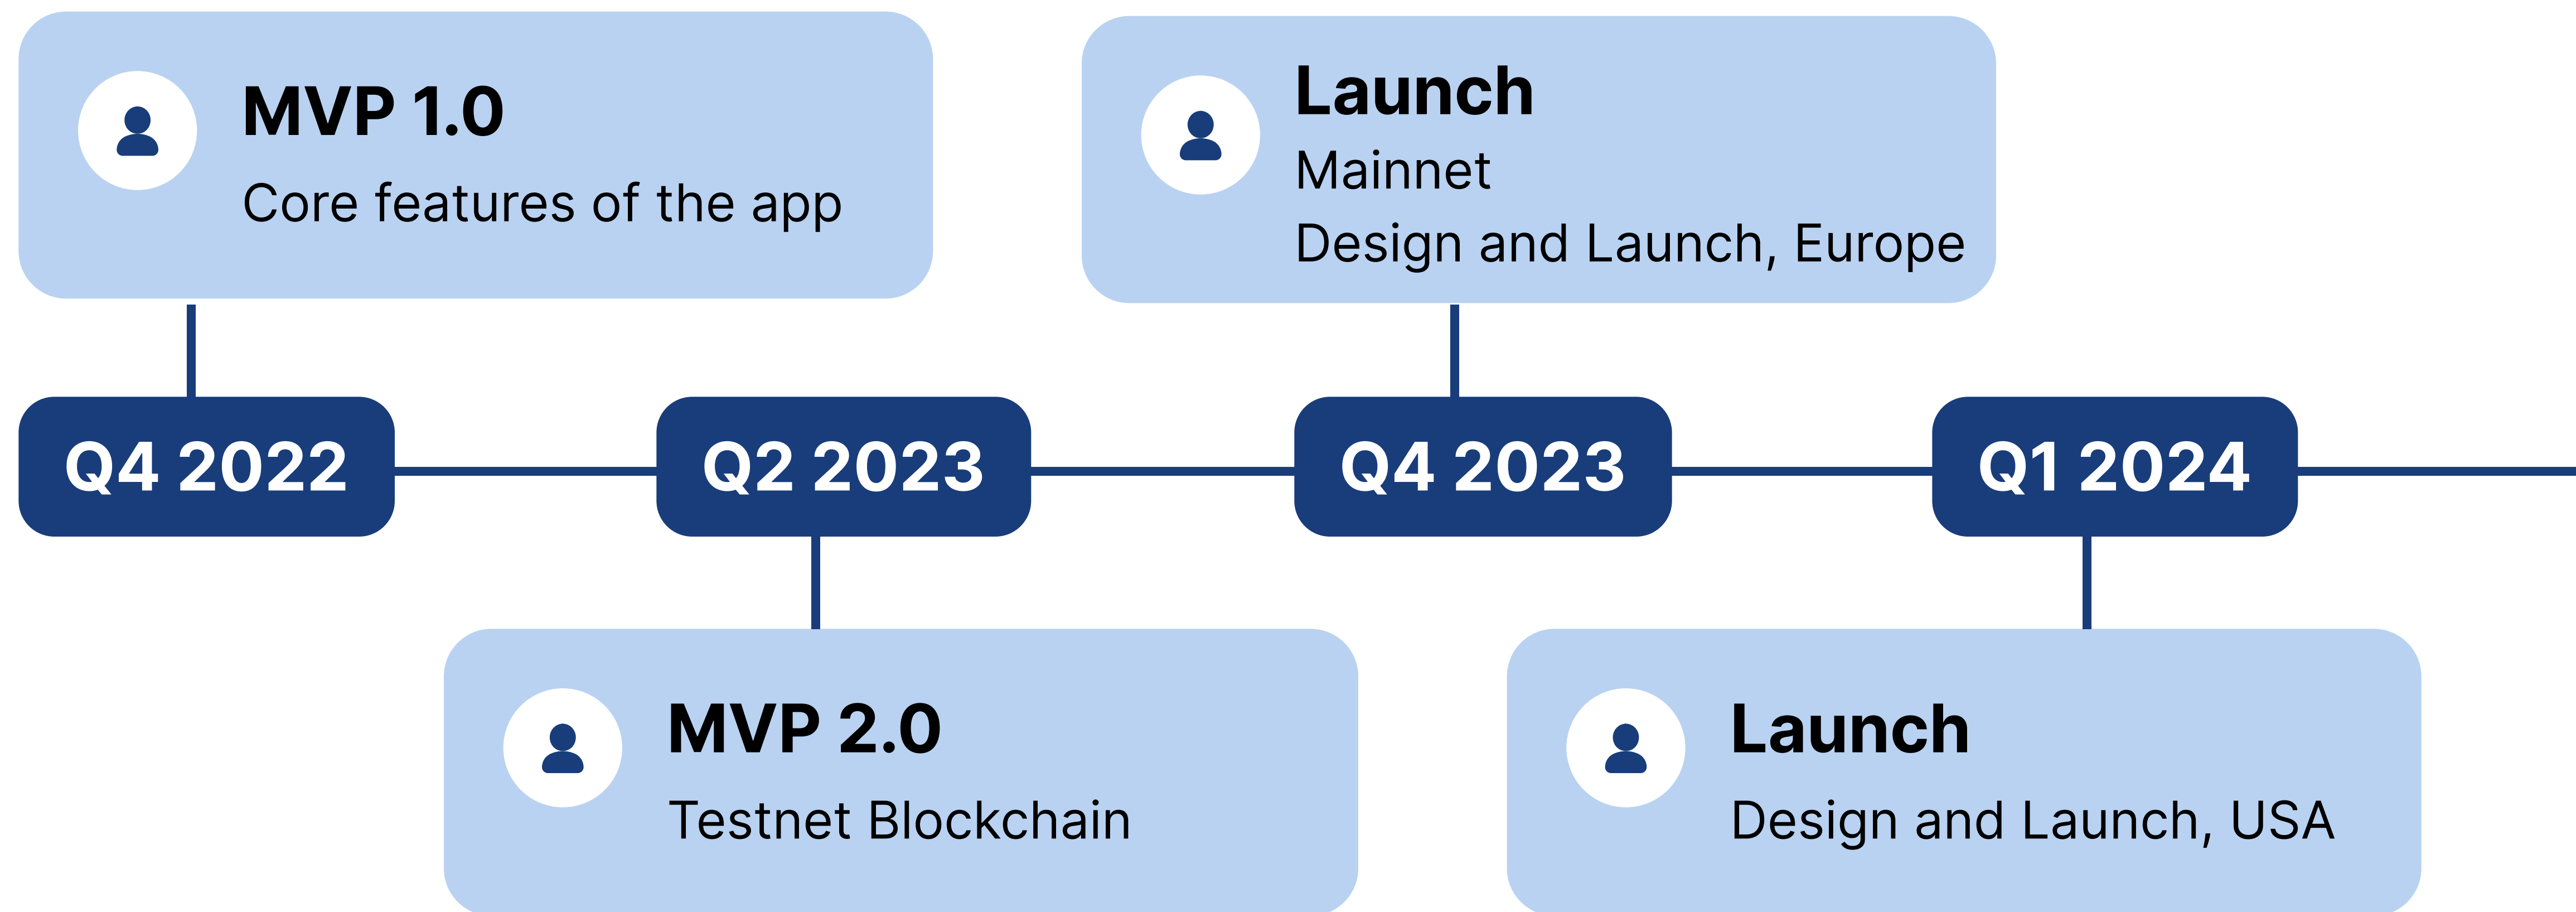 MVP 1.0
Core features of the app
Launch
Mainnet
Design and Launch, Europe
Q4 2022
Q2 2023
Q4 2023
Q1 2024
MVP 2.0
Testnet Blockchain
Launch
Design and Launch, USA